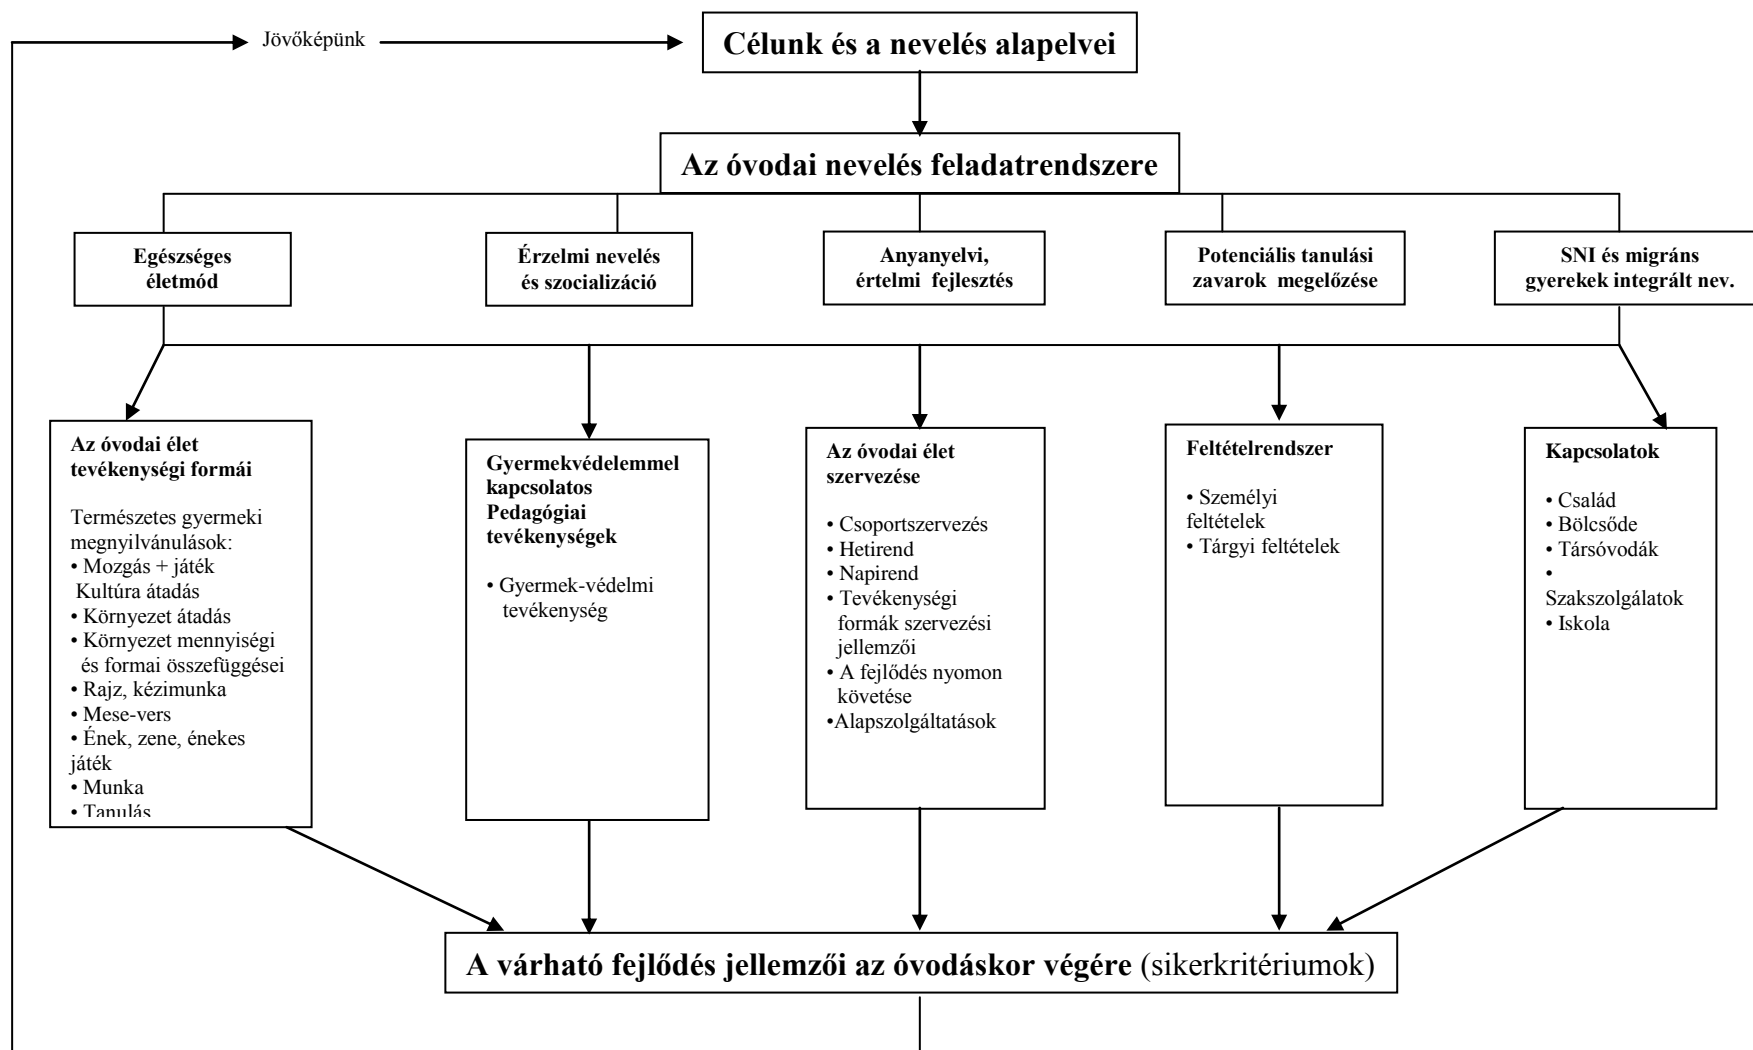 Jövőképünk
Célunk és a nevelés alapelvei
Az óvodai nevelés feladatrendszere
Egészséges
életmód
Érzelmi nevelés
és szocializáció
Anyanyelvi,
értelmi fejlesztés
Potenciális tanulási
zavarok megelőzése
SNI és migráns
gyerekek integrált nev.
Az óvodai élet
tevékenységi formái
Természetes gyermeki
megnyilvánulások:
• Mozgás + játék
Kultúra átadás
• Környezet átadás
• Környezet mennyiségi
és formai összefüggései
• Rajz, kézimunka
• Mese-vers
• Ének, zene, énekes
játék
• Munka
• Tanulás
Gyermekvédelemmel
kapcsolatos
Pedagógiai
tevékenységek
• Gyermek-védelmi
tevékenység
Az óvodai élet
szervezése
• Csoportszervezés
• Hetirend
• Napirend
• Tevékenységi
formák szervezési
jellemzői
• A fejlődés nyomon
követése
•Alapszolgáltatások
Feltételrendszer
• Személyi
feltételek
• Tárgyi feltételek
Kapcsolatok
• Család
• Bölcsőde
• Társóvodák
•
Szakszolgálatok
• Iskola
A várható fejlődés jellemzői az óvodáskor végére (sikerkritériumok)